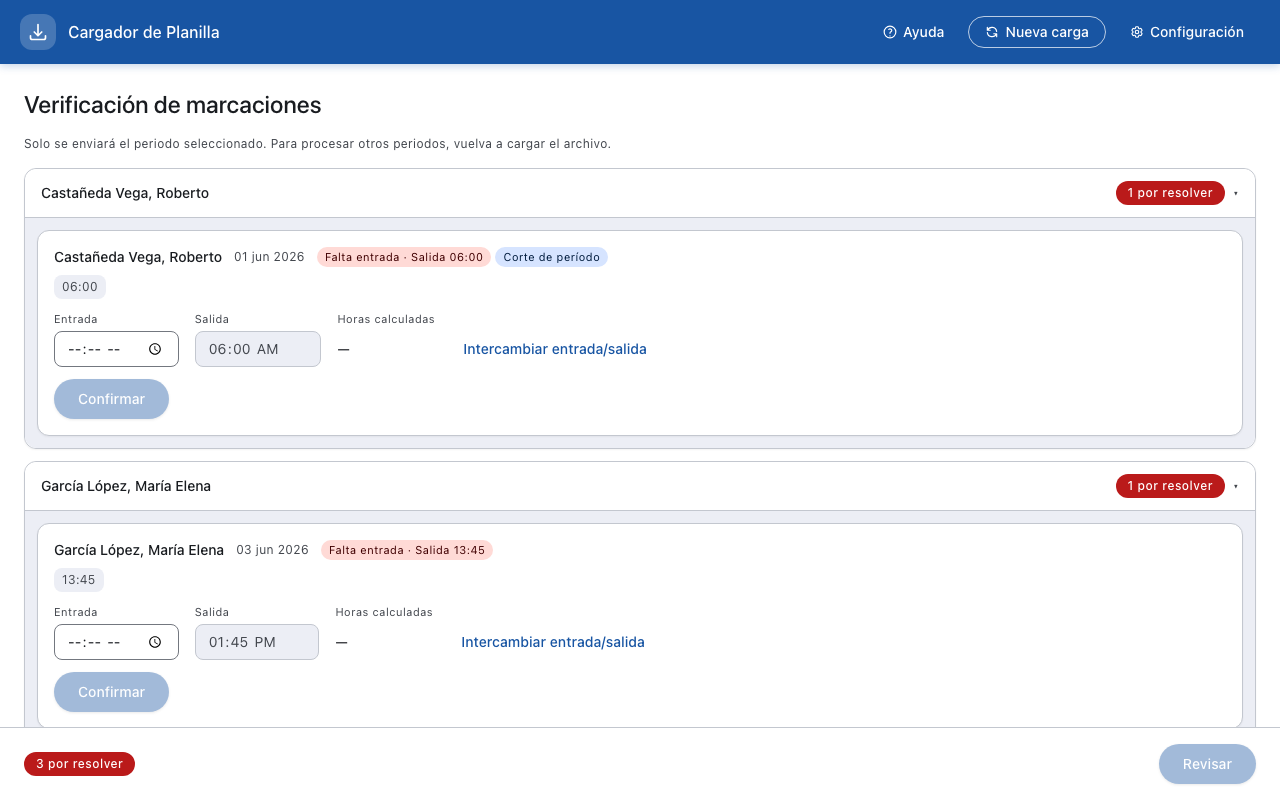 Cargador de Planilla
Ayuda
Nueva carga
Configuración
Verificación de marcaciones
Solo se enviará el periodo seleccionado. Para procesar otros periodos, vuelva a cargar el archivo.
Castañeda Vega, Roberto
1 por resolver
Castañeda Vega, Roberto 01 jun 2026 Falta entrada · Salida 06:00 Corte de período
06:00
Entrada Salida Horas calculadas
--:-- -- 06:00 AM — Intercambiar entrada/salida
Confirmar
García López, María Elena
1 por resolver
García López, María Elena 03 jun 2026 Falta entrada · Salida 13:45
13:45
Entrada Salida Horas calculadas
--:-- -- 01:45 PM — Intercambiar entrada/salida
Confirmar
3 por resolver
Revisar